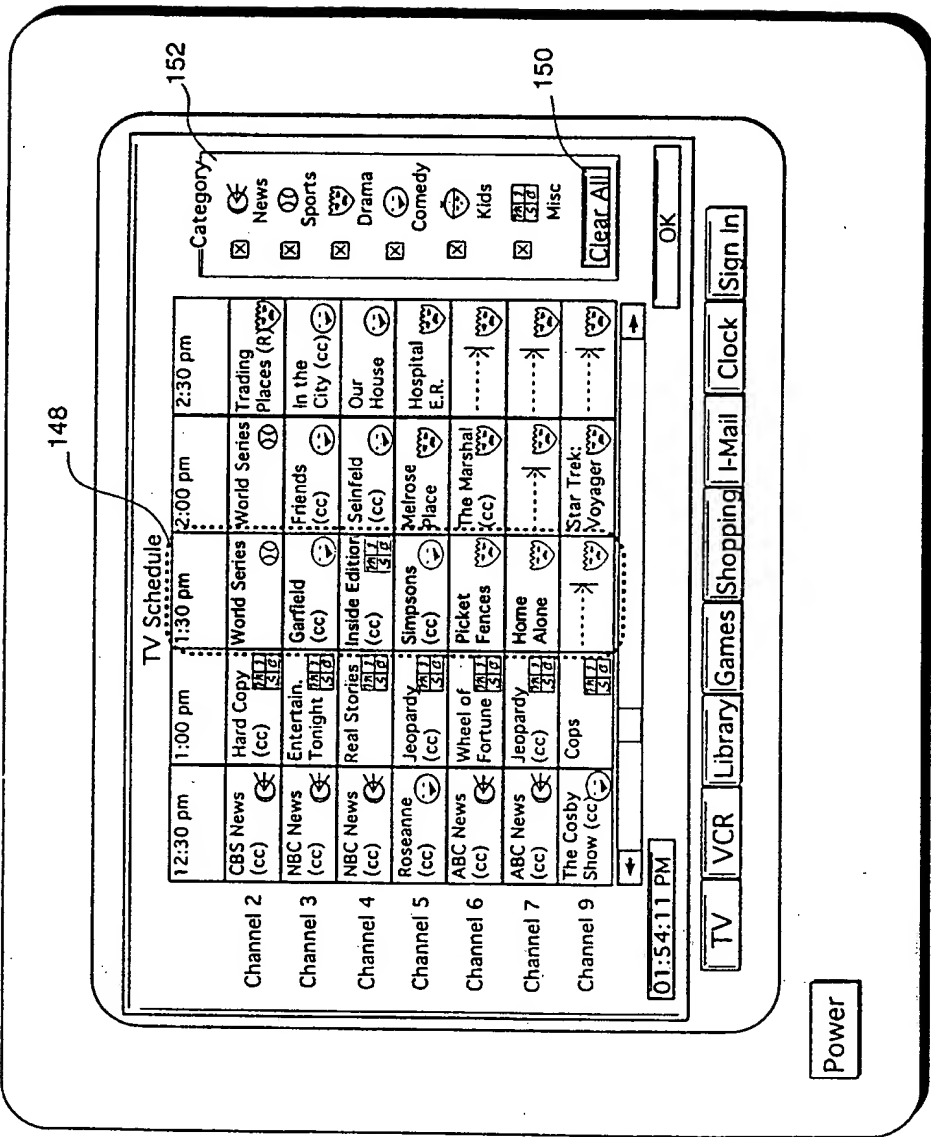 148
152
150
TV Schedule
12:30 pm 1:00 pm 1:30 pm 2:00 pm 2:30 pm
Channel 2 CBS News (cc) Hard Copy (cc) World Series World Series Trading Places (R)
Channel 3 NBC News (cc) Entertain. Tonight Garfield (cc) Friends (cc) In the City (cc)
Channel 4 NBC News (cc) Real Stories Inside Edition Seinfeld (cc) Our House
Channel 5 Roseanne (cc) Jeopardy (cc) Simpsons (cc) Melrose Place Hospital E.R.
Channel 6 ABC News (cc) Wheel of Fortune Picket Fences The Marshal (cc)
Channel 7 ABC News (cc) Jeopardy (cc) Home Alone
Channel 9 The Cosby Show (cc) Cops Star Trek: Voyager
Category
News
Sports
Drama
Comedy
Kids
Misc
Clear All
01:54:11 PM
OK
TV VCR Library Games Shopping I-Mail Clock Sign In
Power